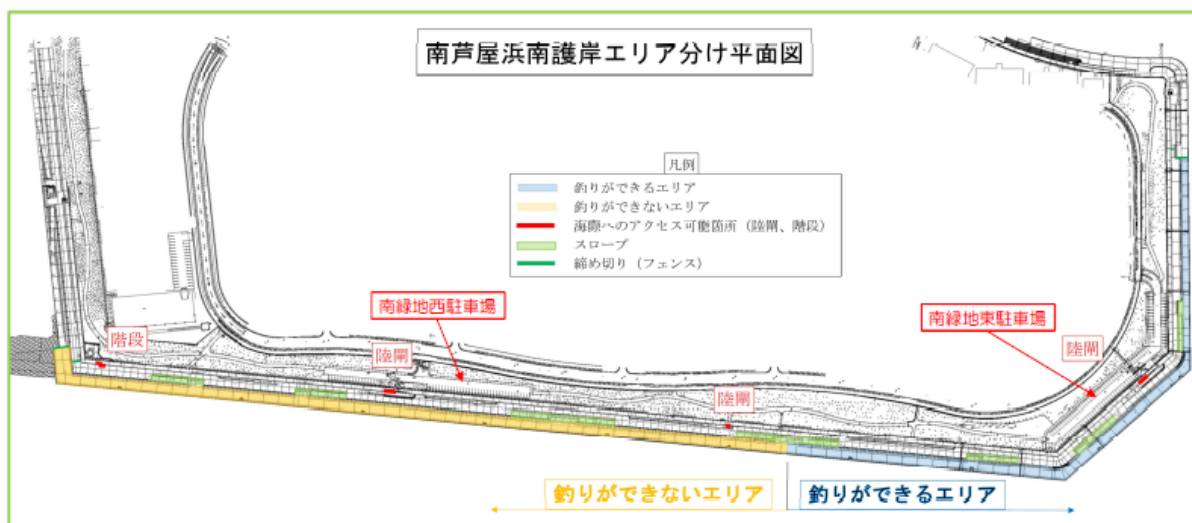 南芦屋浜南護岸エリア分け平面図
凡例
釣りができるエリア
釣りができないエリア
海際へのアクセス可能箇所（陸閘、階段）
スロープ
締め切り（フェンス）
南緑地西駐車場
南緑地東駐車場
階段
陸閘
陸閘
陸閘
釣りができないエリア
釣りができるエリア